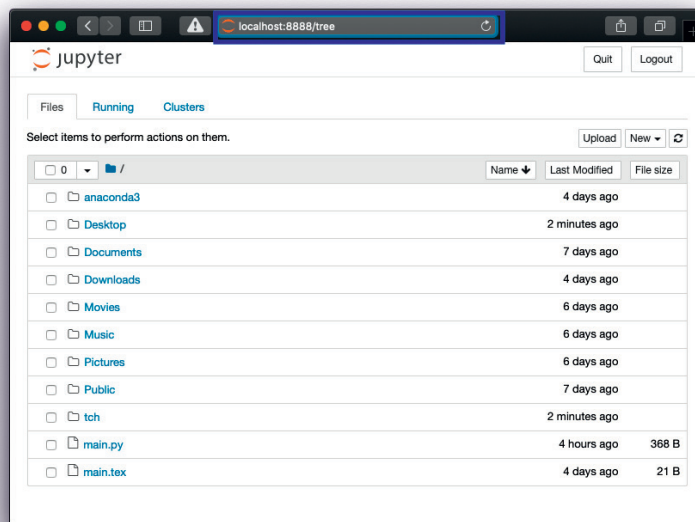 localhost:8888/tree
jupyter
Quit Logout
Files Running Clusters
Select items to perform actions on them.
Upload New
0 / Name Last Modified File size
anaconda3 4 days ago
Desktop 2 minutes ago
Documents 7 days ago
Downloads 4 days ago
Movies 6 days ago
Music 6 days ago
Pictures 6 days ago
Public 7 days ago
tch 2 minutes ago
main.py 4 hours ago 368 B
main.tex 4 days ago 21 B